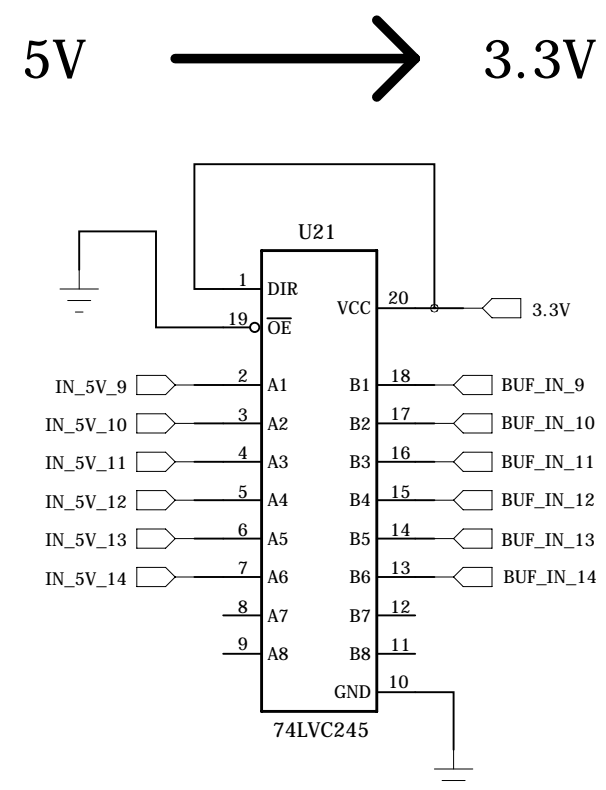 5V 3.3V
U21
1 DIR
VCC 20 3.3V
19 OE
IN_5V_9 2 A1 B1 18 BUF_IN_9
IN_5V_10 3 A2 B2 17 BUF_IN_10
IN_5V_11 4 A3 B3 16 BUF_IN_11
IN_5V_12 5 A4 B4 15 BUF_IN_12
IN_5V_13 6 A5 B5 14 BUF_IN_13
IN_5V_14 7 A6 B6 13 BUF_IN_14
8 A7 B7 12
9 A8 B8 11
GND 10
74LVC245